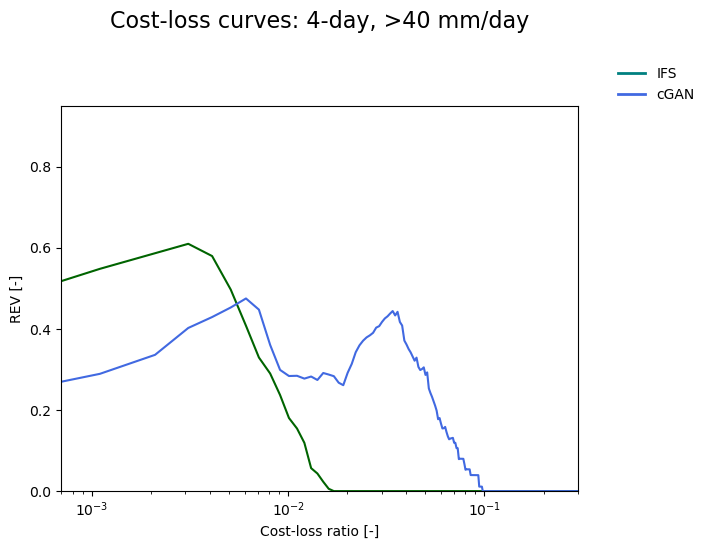 Cost-loss curves: 4-day, >40 mm/day
IFS
cGAN
0.8
0.6
0.4
0.2
0.0
REV [-]
10⁻³
10⁻²
10⁻¹
Cost-loss ratio [-]